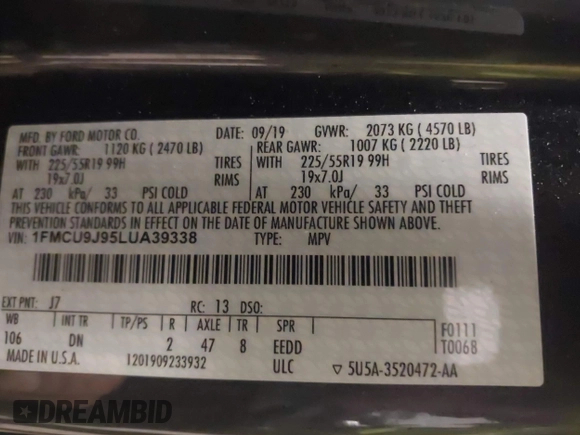 MFD. BY FORD MOTOR CO.
DATE: 09/19 GVWR: 2073 KG ( 4570 LB)
FRONT GAWR: 1120 KG ( 2470 LB) REAR GAWR: 1007 KG ( 2220 LB)
WITH 225/55R19 99H TIRES WITH 225/55R19 99H TIRES
19x7.0J RIMS 19x7.0J RIMS
AT 230 kPa/ 33 PSI COLD AT 230 kPa/ 33 PSI COLD
THIS VEHICLE CONFORMS TO ALL APPLICABLE FEDERAL MOTOR VEHICLE SAFETY AND THEFT
PREVENTION STANDARDS IN EFFECT ON THE DATE OF MANUFACTURE SHOWN ABOVE.
VIN: 1FMCU9J95LUA39338 TYPE: MPV
EXT PNT: J7 RC: 13 DSO:
WB INT TR TP/PS R AXLE TR SPR F0111
106 DN 2 47 8 EEDD T0068
MADE IN U.S.A. 1201909233932 ULC ▽ 5U5A-3520472-AA
DREAMBID